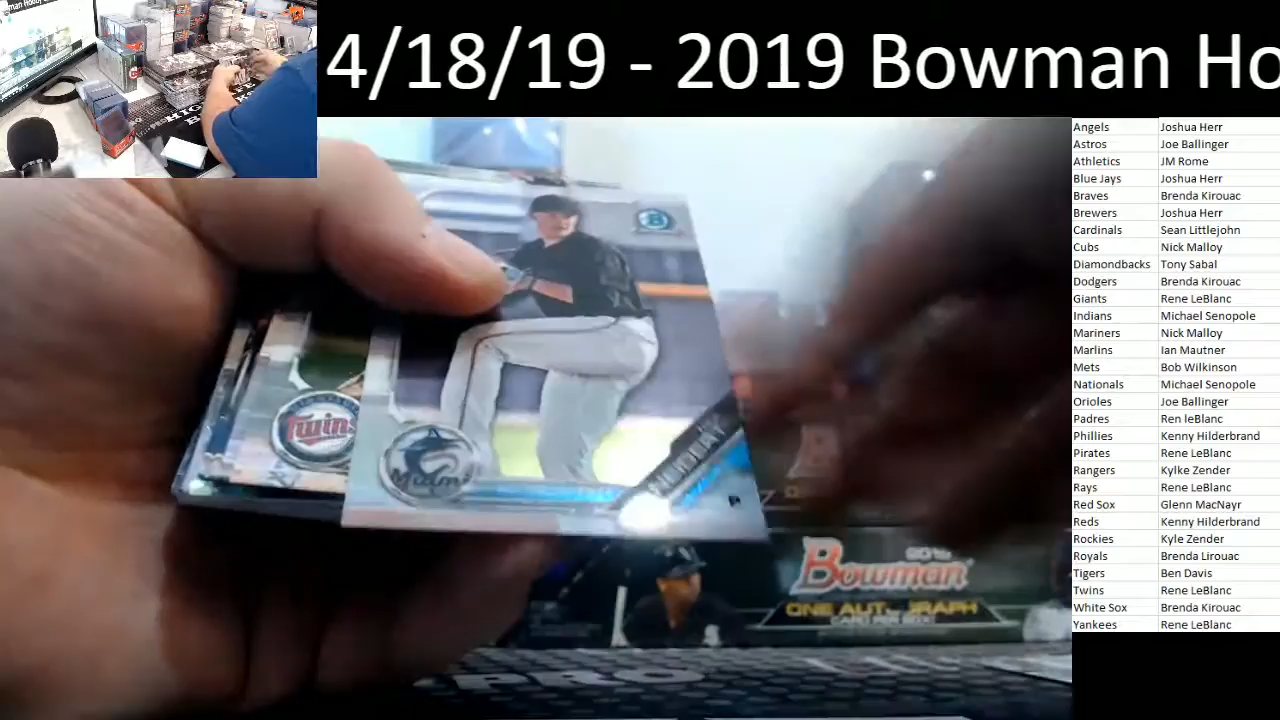 4/18/19 - 2019 Bowman Ho
Angels Joshua Herr
Astros Joe Ballinger
Athletics JM Rome
Blue Jays Joshua Herr
Braves Brenda Kirouac
Brewers Joshua Herr
Cardinals Sean Littlejohn
Cubs Nick Malloy
Diamondbacks Tony Sabal
Dodgers Brenda Kirouac
Giants Rene LeBlanc
Indians Michael Senopole
Mariners Nick Malloy
Marlins Ian Mautner
Mets Bob Wilkinson
Nationals Michael Senopole
Orioles Joe Ballinger
Padres Ren leBlanc
Phillies Kenny Hilderbrand
Pirates Rene LeBlanc
Rangers Kylke Zender
Rays Rene LeBlanc
Red Sox Glenn MacNayr
Reds Kenny Hilderbrand
Rockies Kyle Zender
Royals Brenda Lirouac
Tigers Ben Davis
Twins Rene LeBlanc
White Sox Brenda Kirouac
Yankees Rene LeBlanc
B
Twins
Miami
Bowman
ONE AUTOGRAPH
CARD PER BOX!
PRO